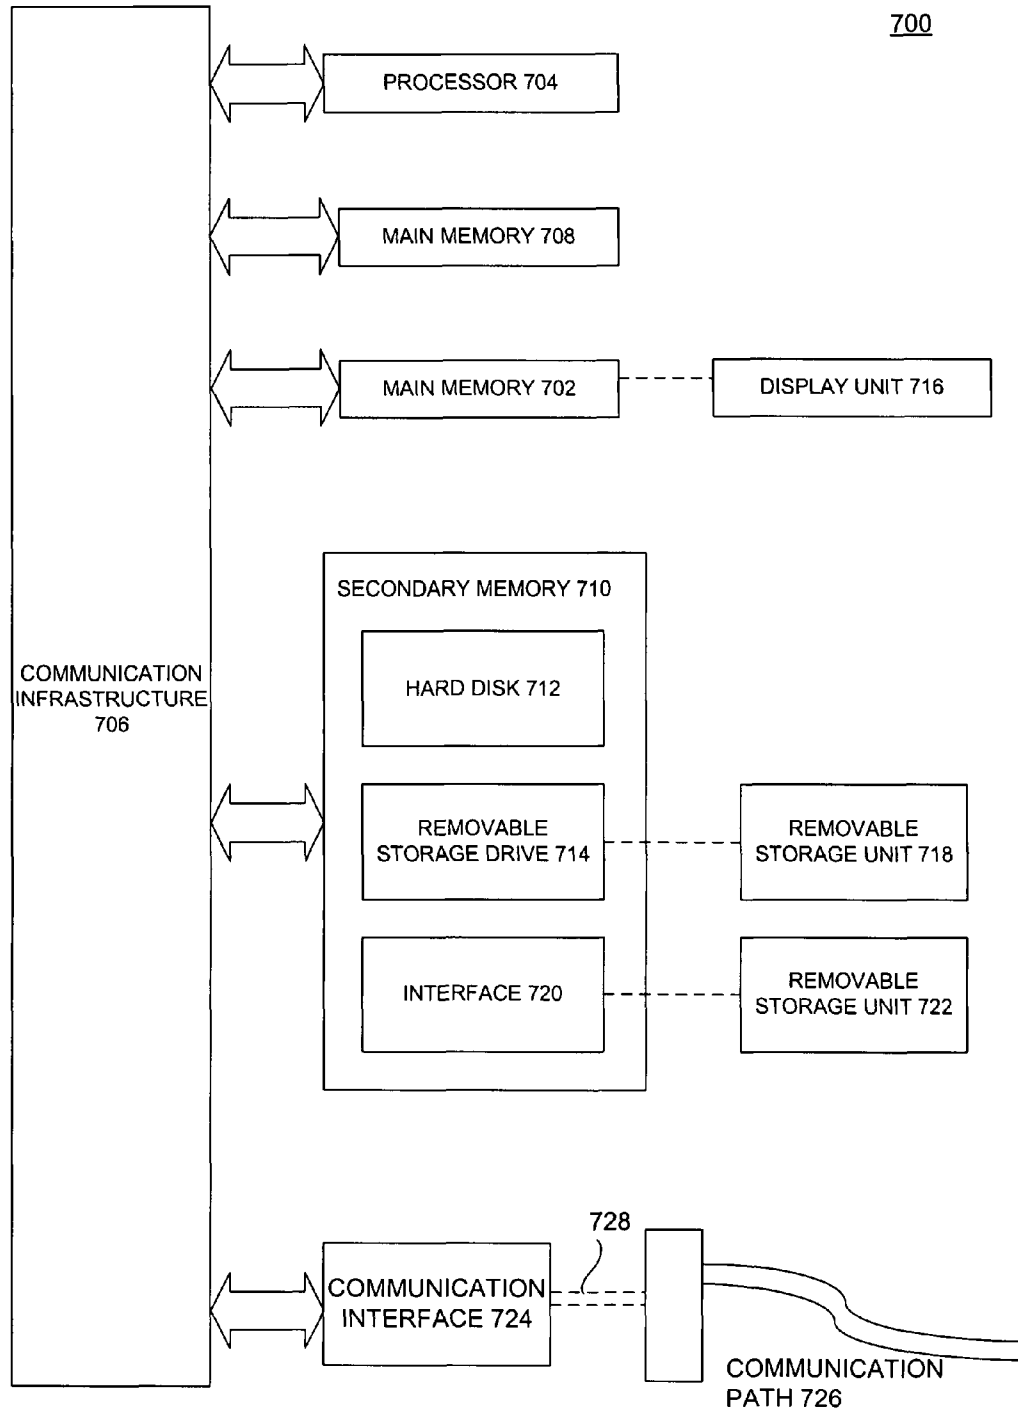 700
PROCESSOR 704
MAIN MEMORY 708
MAIN MEMORY 702
DISPLAY UNIT 716
SECONDARY MEMORY 710
HARD DISK 712
COMMUNICATION
INFRASTRUCTURE
706
REMOVABLE
STORAGE DRIVE 714
REMOVABLE
STORAGE UNIT 718
INTERFACE 720
REMOVABLE
STORAGE UNIT 722
728
COMMUNICATION
INTERFACE 724
COMMUNICATION
PATH 726